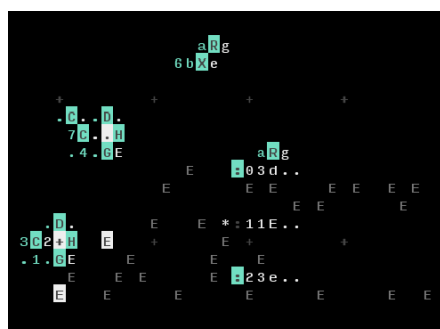 aRg
6bXe
+ + + +
.C..D.
7C..H
.4.GE aRg
E :03d..
E E E E E E E
E E E
.D. E E *:11E..
3C2+H E + E + +
.1.GE E E E
E E E E :23e..
E E E E E E E